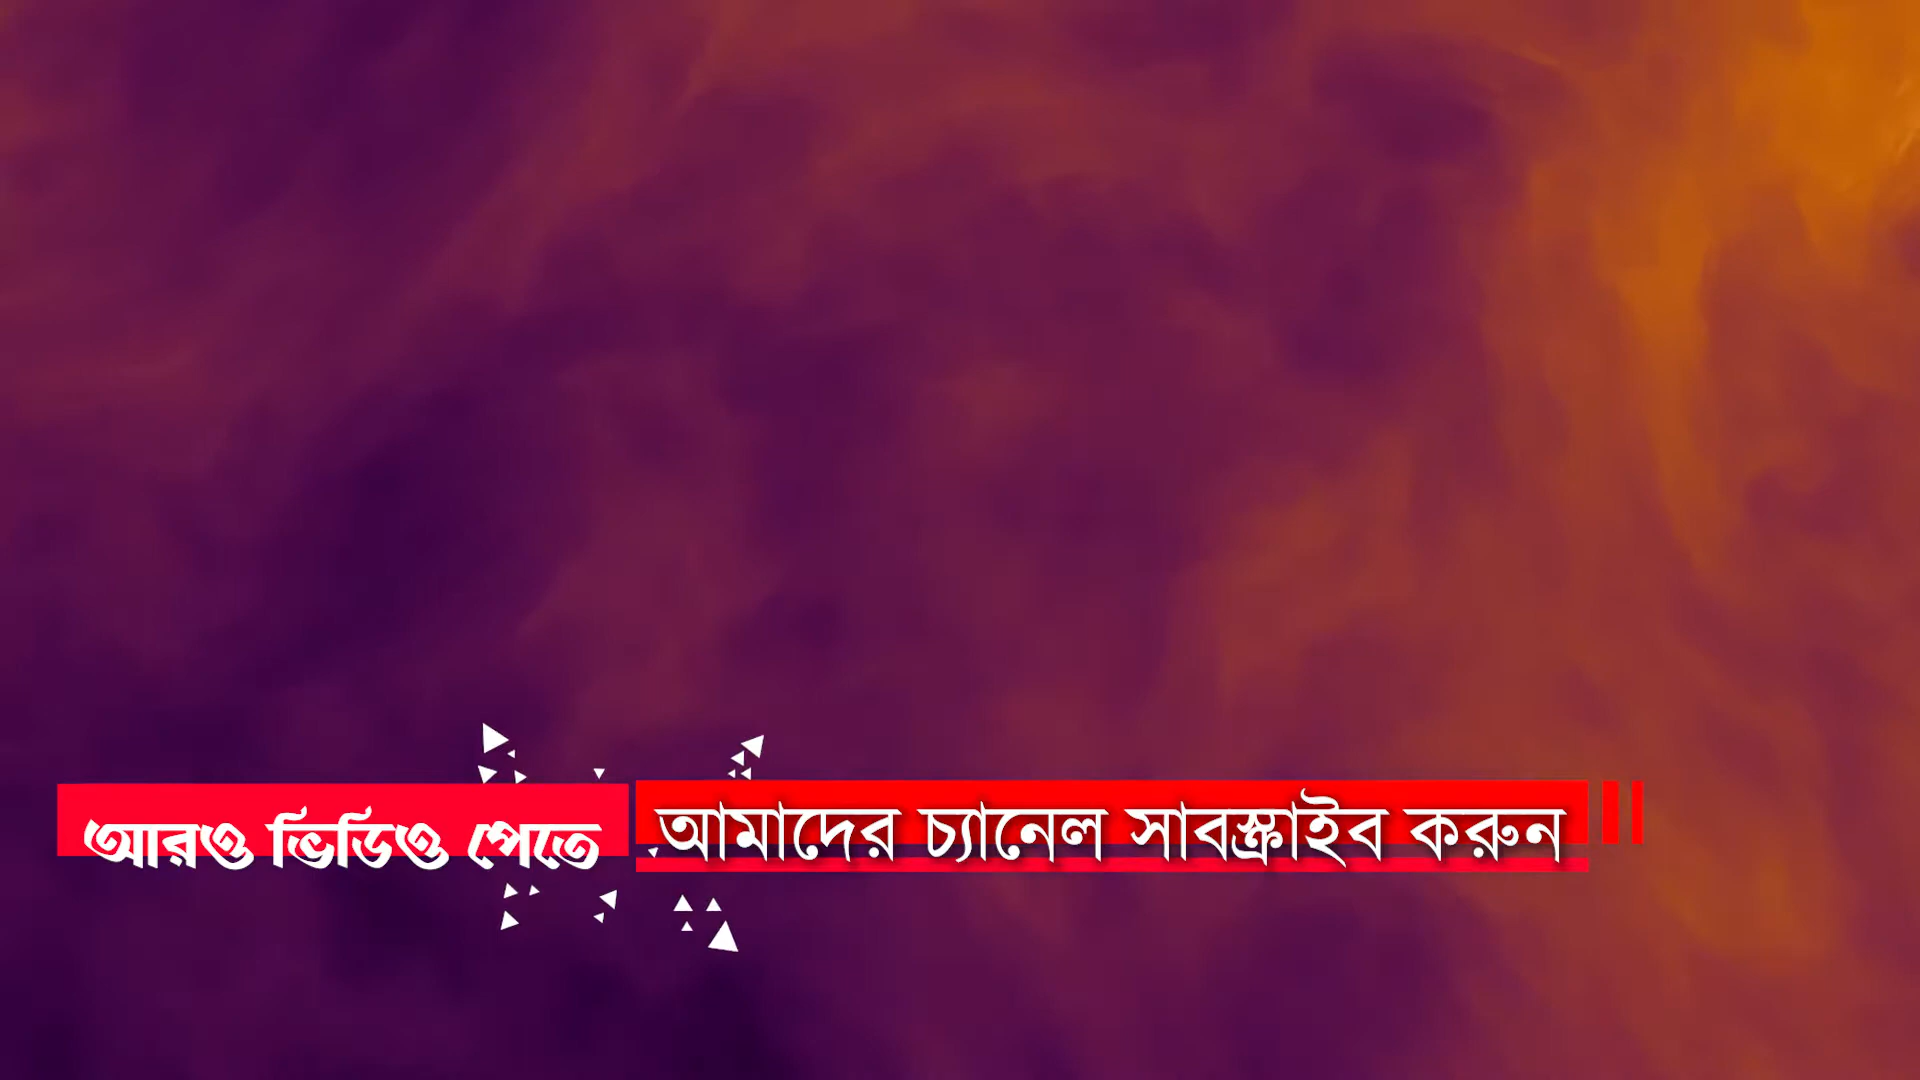 আরও ভিডিও পেতে আমাদের চ্যানেল সাবস্ক্রাইব করুন